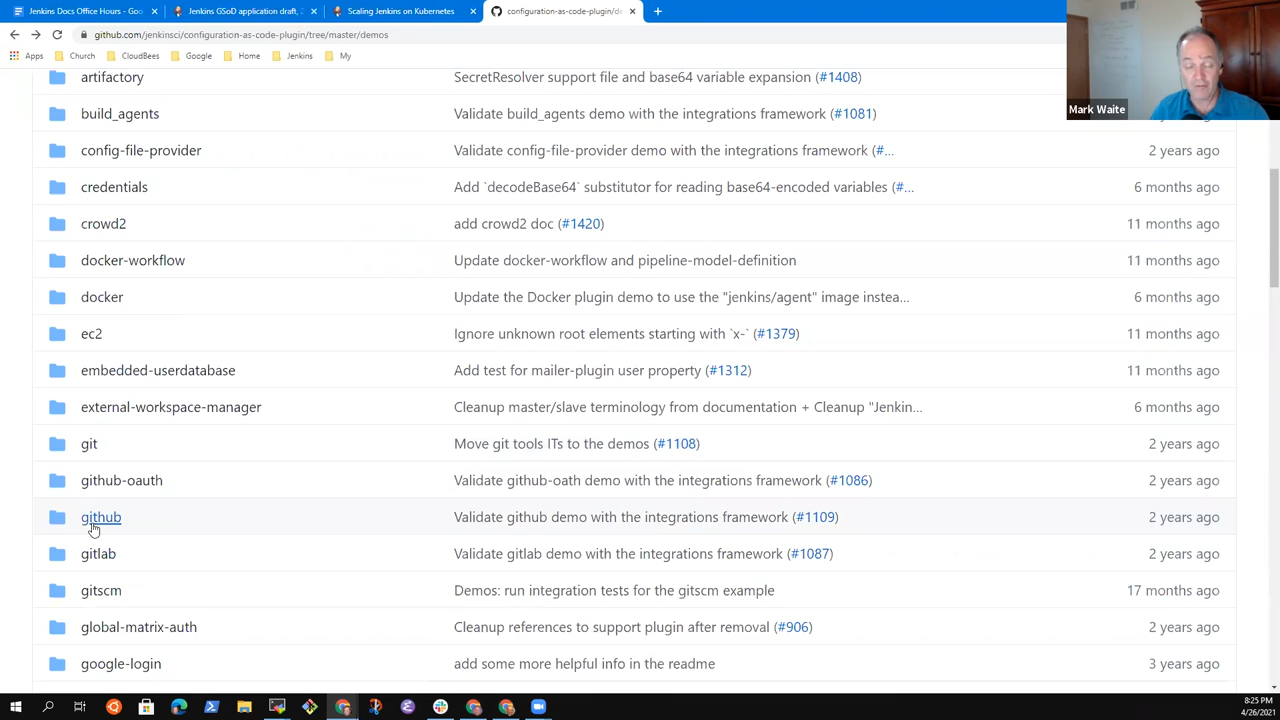 Jenkins Docs Office Hours - Goo
Jenkins GSoD application draft, 2
Scaling Jenkins on Kubernetes
configuration-as-code-plugin/de
github.com/jenkinsci/configuration-as-code-plugin/tree/master/demos
Apps Church CloudBees Google Home Jenkins My
Mark Waite
artifactory SecretResolver support file and base64 variable expansion (#1408)
build_agents Validate build_agents demo with the integrations framework (#1081) years ago
config-file-provider Validate config-file-provider demo with the integrations framework (#... 2 years ago
credentials Add `decodeBase64` substitutor for reading base64-encoded variables (#... 6 months ago
crowd2 add crowd2 doc (#1420) 11 months ago
docker-workflow Update docker-workflow and pipeline-model-definition 11 months ago
docker Update the Docker plugin demo to use the "jenkins/agent" image instea... 6 months ago
ec2 Ignore unknown root elements starting with `x-` (#1379) 11 months ago
embedded-userdatabase Add test for mailer-plugin user property (#1312) 11 months ago
external-workspace-manager Cleanup master/slave terminology from documentation + Cleanup "Jenkin... 6 months ago
git Move git tools ITs to the demos (#1108) 2 years ago
github-oauth Validate github-oath demo with the integrations framework (#1086) 2 years ago
github Validate github demo with the integrations framework (#1109) 2 years ago
gitlab Validate gitlab demo with the integrations framework (#1087) 2 years ago
gitscm Demos: run integration tests for the gitscm example 17 months ago
global-matrix-auth Cleanup references to support plugin after removal (#906) 2 years ago
google-login add some more helpful info in the readme 3 years ago
8:25 PM
4/26/2021